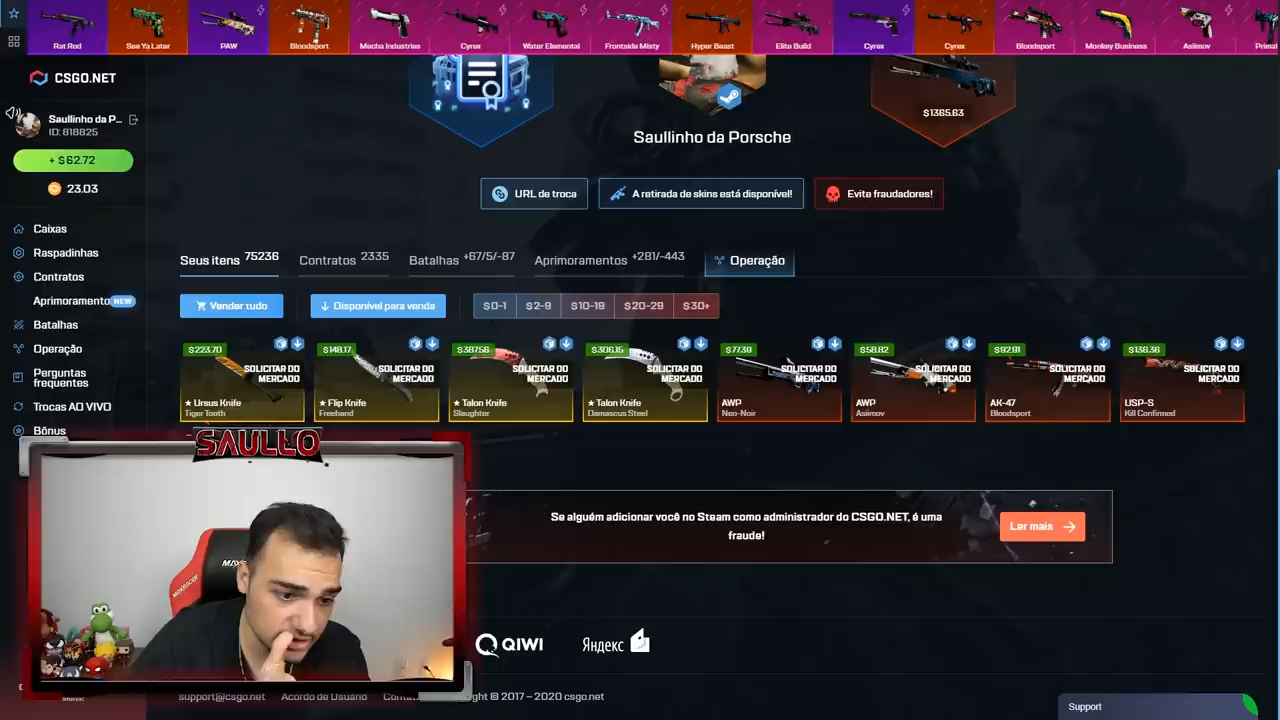 Rat Rod
See Ya Later
PAW
Bloodsport
Mecha Industries
Cyrex
Water Elemental
Frontside Misty
Hyper Beast
Elite Build
Cyrex
Cyrex
Bloodsport
Monkey Business
Asiimov
Primal
CSGO.NET
Saullinho da P...
ID: 818825
+ $62.72
23.03
Caixas
Raspadinhas
Contratos
Aprimoramento NEW
Batalhas
Operação
Perguntas
frequentes
Trocas AO VIVO
Bônus
$1365.63
Saullinho da Porsche
URL de troca
A retirada de skins está disponível!
Evite fraudadores!
Seus itens 75236
Contratos 2335
Batalhas +67/5/-87
Aprimoramentos +281/-443
Operação
Vender tudo
Disponível para venda
$0-1
$2-9
$10-19
$20-29
$30+
$223.70
SOLICITAR DO
MERCADO
★ Ursus Knife
Tiger Tooth
$148.17
SOLICITAR DO
MERCADO
★ Flip Knife
Freehand
$387.56
SOLICITAR DO
MERCADO
★ Talon Knife
Slaughter
$306.15
SOLICITAR DO
MERCADO
★ Talon Knife
Damascus Steel
$77.39
SOLICITAR DO
MERCADO
AWP
Neo-Noir
$58.82
SOLICITAR DO
MERCADO
AWP
Asiimov
$92.91
SOLICITAR DO
MERCADO
AK-47
Bloodsport
$136.36
SOLICITAR DO
MERCADO
USP-S
Kill Confirmed
SAULLO
Se alguém adicionar você no Steam como administrador do CSGO.NET, é uma
fraude!
Ler mais
QIWI
Яндекс
support@csgo.net
Acordo de Usuário
© 2017 – 2020 csgo.net
Support